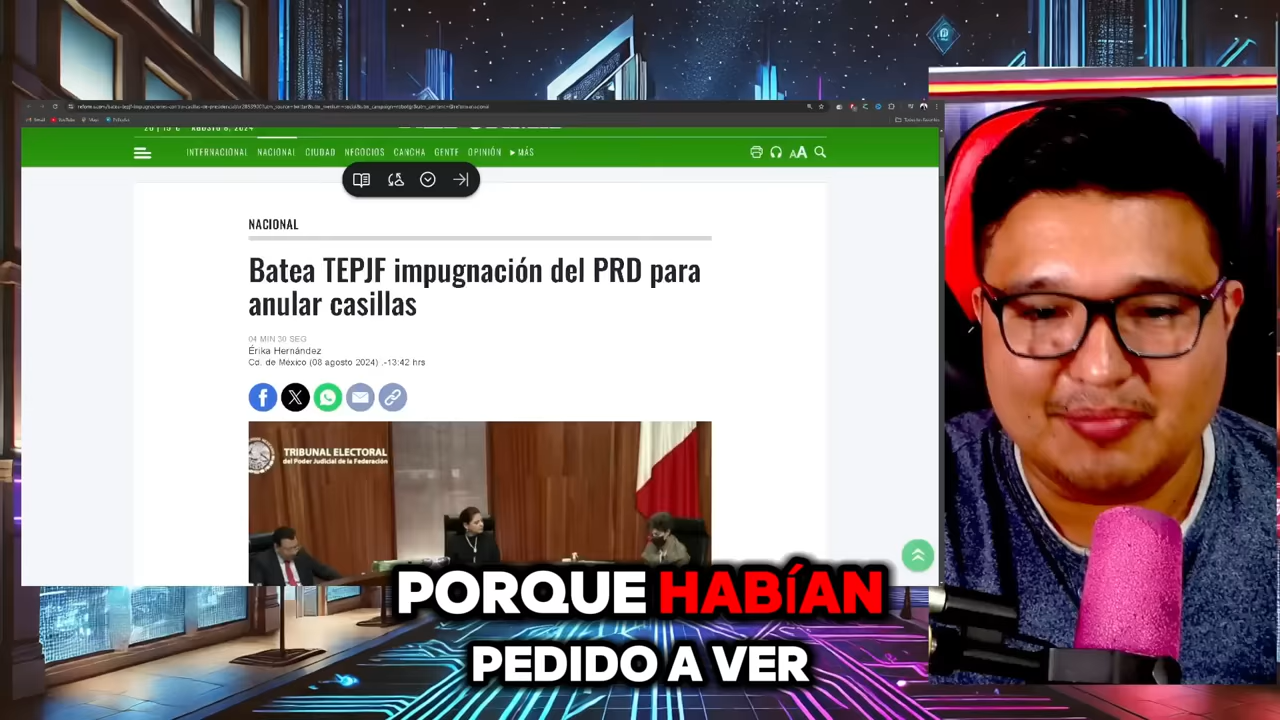 INTERNACIONAL NACIONAL CIUDAD NEGOCIOS CANCHA GENTE OPINIÓN ▸MÁS
AA
NACIONAL
Batea TEPJF impugnación del PRD para
anular casillas
04 MIN 30 SEG
Érika Hernández
Cd. de México (08 agosto 2024) .-13:42 hrs
TRIBUNAL ELECTORAL
del Poder Judicial de la Federación
PORQUE HABÍAN
PEDIDO A VER